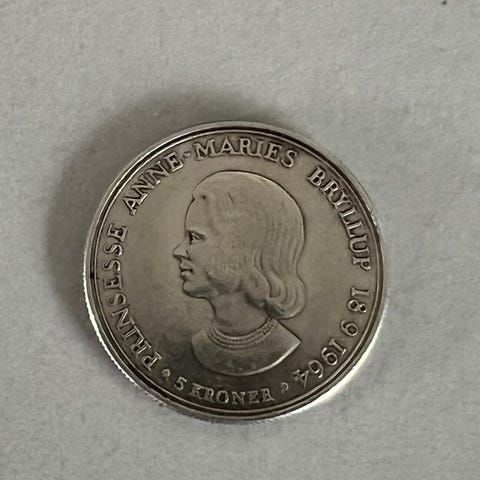 PRINSESSE ANNE-MARIES BRYLLUP 18 9 1964
5 KRONER